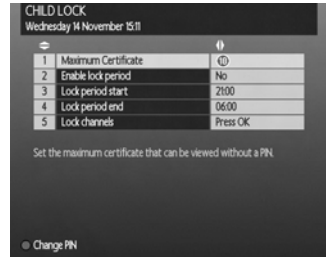 CHILD LOCK
Wednesday 14 November 15:11
1 Maximum Certificate 10
2 Enable lock period No
3 Lock period start 21:00
4 Lock period end 06:00
5 Lock channels Press OK
Set the maximum certificate that can be viewed without a PIN.
Change PIN